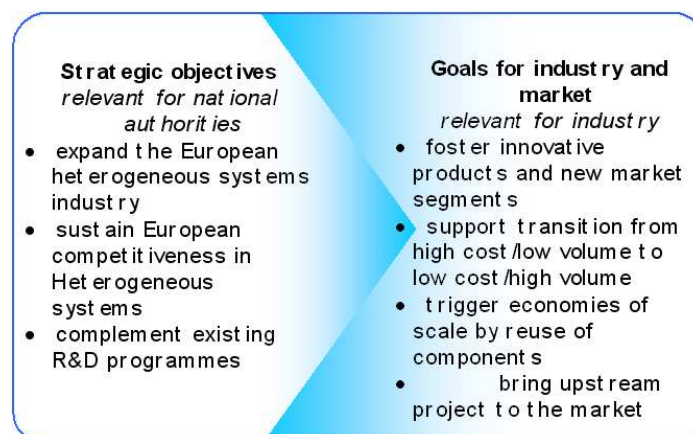 Strategic objectives
relevant for national
authorities
• expand the European
heterogeneous systems
industry
• sustain European
competitiveness in
Heterogeneous
systems
• complement existing
R&D programmes
Goals for industry and
market
relevant for industry
• foster innovative
products and new market
segments
• support transition from
high cost/low volume to
low cost/high volume
• trigger economies of
scale by reuse of
components
• bring upstream
project to the market